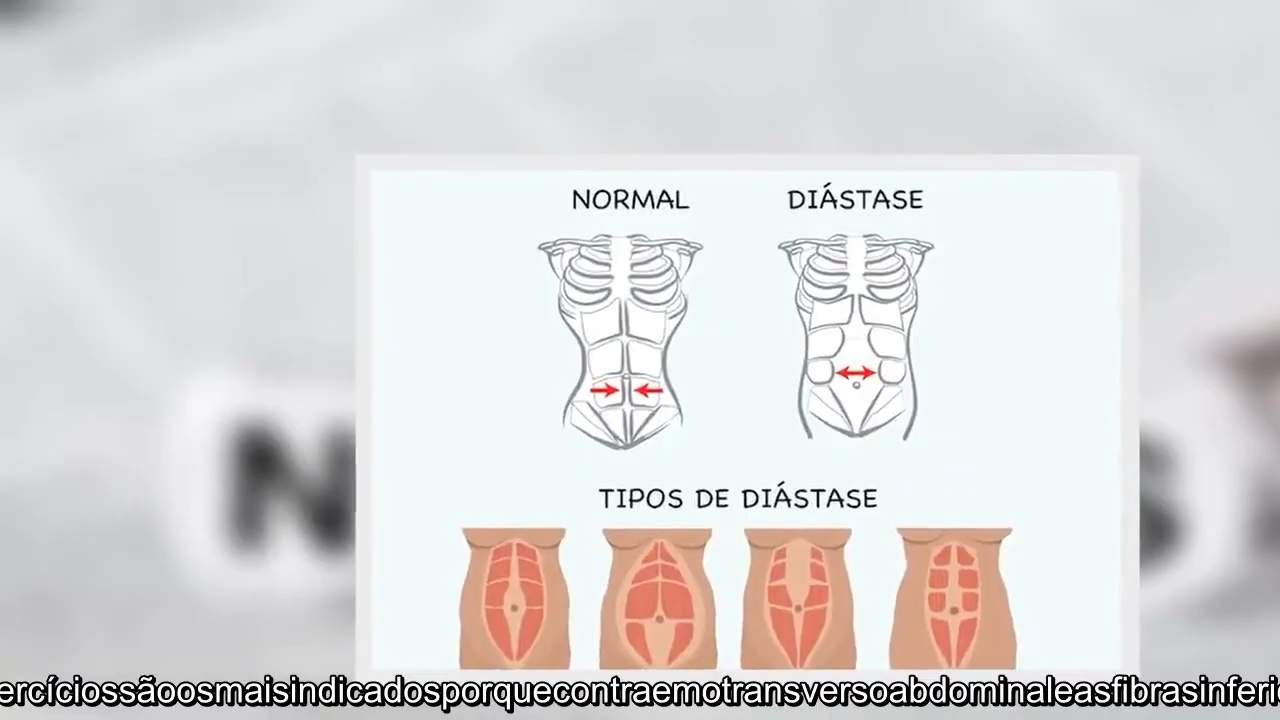 NORMAL DIÁSTASE
TIPOS DE DIÁSTASE
ercíciossãoosmaisindicadosporquecontraemotransversoabdominaleasfibrasinferi